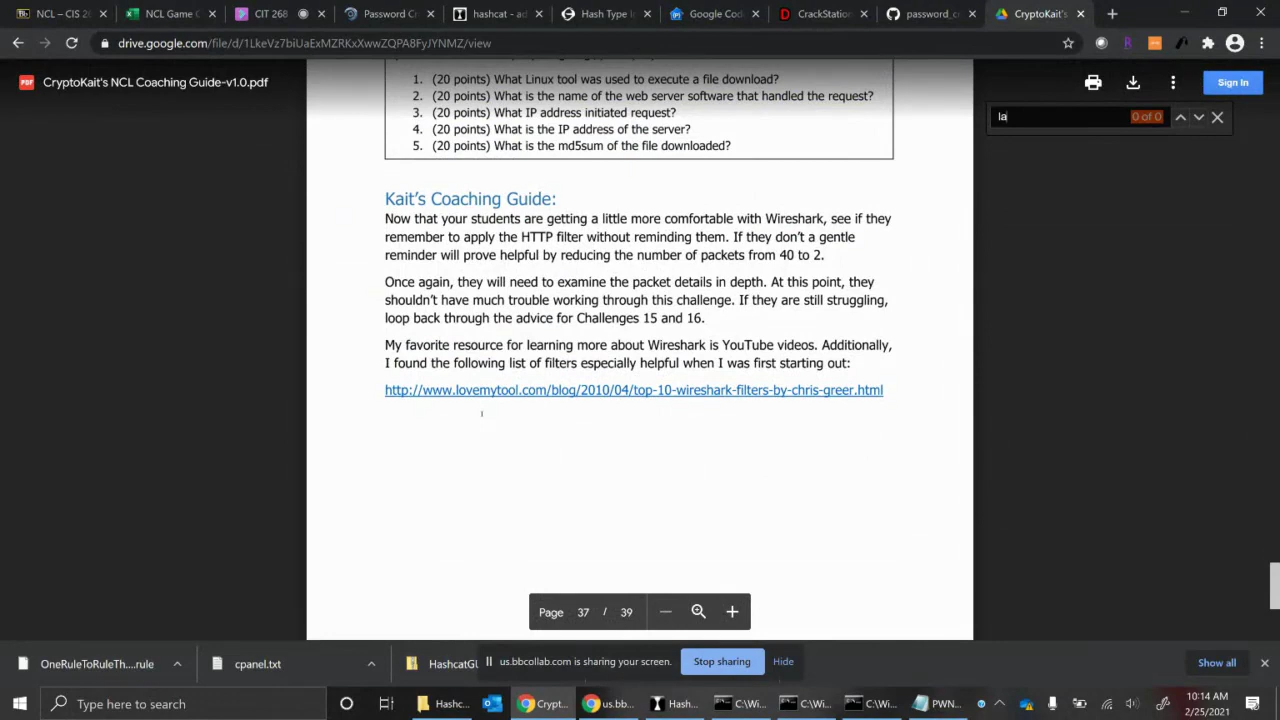 NCL – CIS 20
NCL Game C
CIT 268
Password Cr
hashcat - ad
Hash Type I
Google Code
CrackStation
password_c
CryptoKait's
drive.google.com/file/d/1LkeVz7biUaExMZRKxXwwZQPA8FyJYNMZ/view
PDF
CryptoKait's NCL Coaching Guide-v1.0.pdf
Sign In
la
0 of 0
1. (20 points) What Linux tool was used to execute a file download?
2. (20 points) What is the name of the web server software that handled the request?
3. (20 points) What IP address initiated request?
4. (20 points) What is the IP address of the server?
5. (20 points) What is the md5sum of the file downloaded?
Kait's Coaching Guide:
Now that your students are getting a little more comfortable with Wireshark, see if they
remember to apply the HTTP filter without reminding them. If they don't a gentle
reminder will prove helpful by reducing the number of packets from 40 to 2.
Once again, they will need to examine the packet details in depth. At this point, they
shouldn't have much trouble working through this challenge. If they are still struggling,
loop back through the advice for Challenges 15 and 16.
My favorite resource for learning more about Wireshark is YouTube videos. Additionally,
I found the following list of filters especially helpful when I was first starting out:
http://www.lovemytool.com/blog/2010/04/top-10-wireshark-filters-by-chris-greer.html
Page 37 / 39
OneRuleToRuleTh....rule
cpanel.txt
HashcatGU
us.bbcollab.com is sharing your screen.
Stop sharing
Hide
Show all
Type here to search
Hashc...
Crypt...
us.bb...
Hash...
C:\Wi...
C:\Wi...
C:\Wi...
PWN...
10:14 AM
2/25/2021